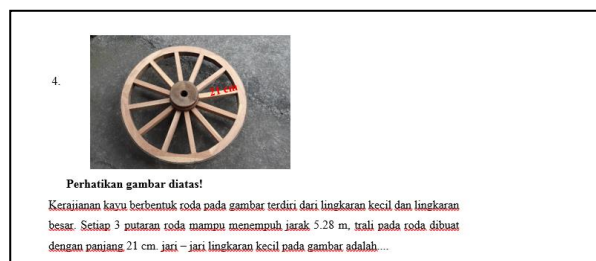 4.
21 cm
Perhatikan gambar diatas!
Kerajianan kayu berbentuk roda pada gambar terdiri dari lingkaran kecil dan lingkaran
besar. Setiap 3 putaran roda mampu menempuh jarak 5.28 m, trali pada roda dibuat
dengan panjang 21 cm. jari – jari lingkaran kecil pada gambar adalah....